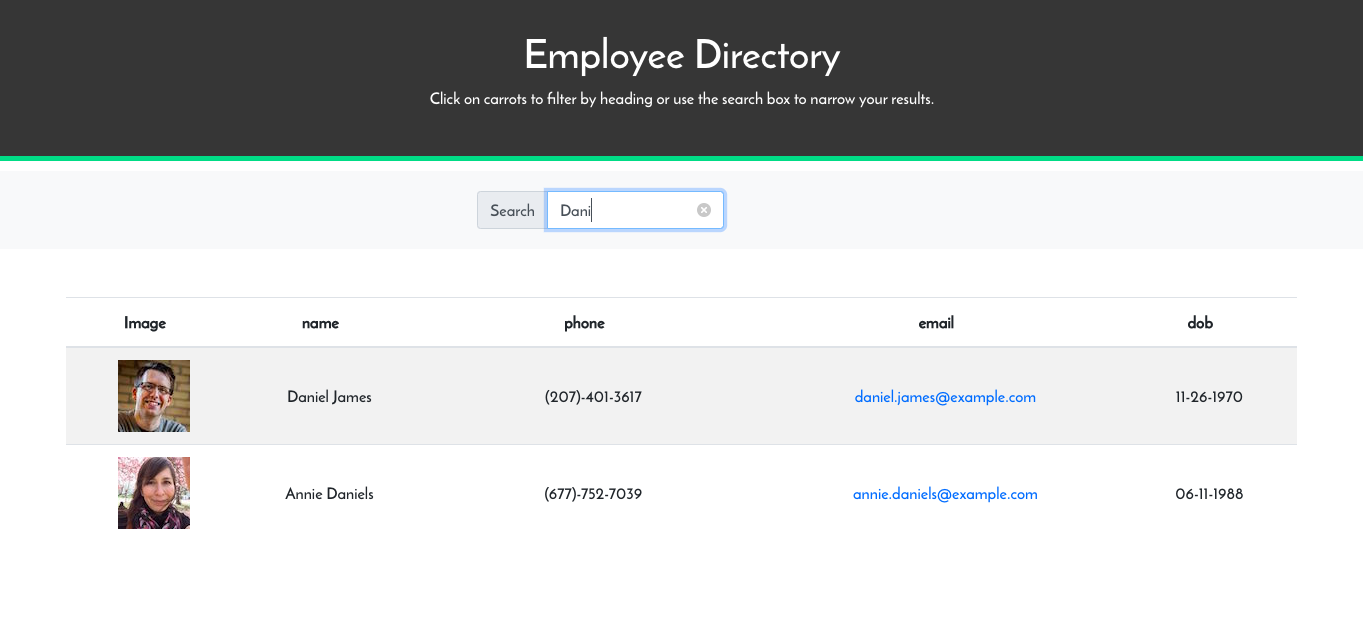 Employee Directory
Click on carrots to filter by heading or use the search box to narrow your results.
Search Dani
Image name phone email dob
Daniel James (207)-401-3617 daniel.james@example.com 11-26-1970
Annie Daniels (677)-752-7039 annie.daniels@example.com 06-11-1988